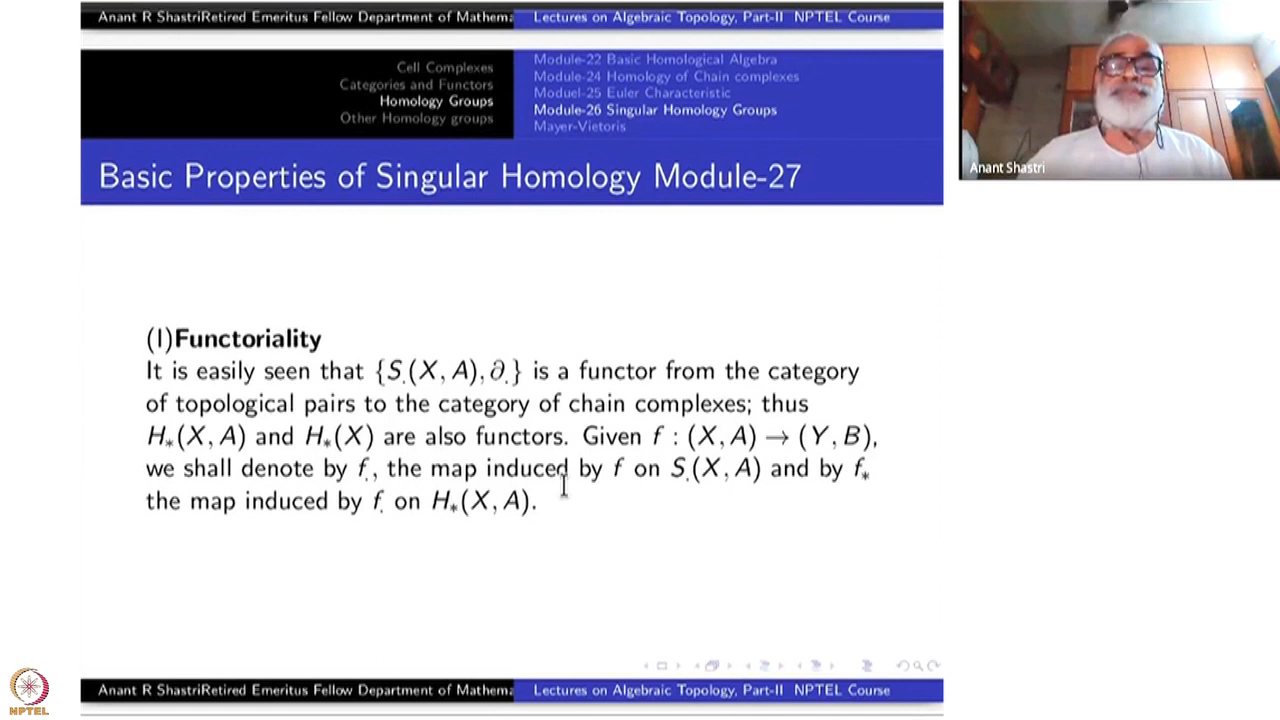 Anant R ShastriRetired Emeritus Fellow Department of Mathema Lectures on Algebraic Topology, Part-II NPTEL Course
Cell Complexes
Categories and Functors
Homology Groups
Other Homology groups
Module-22 Basic Homological Algebra
Module-24 Homology of Chain complexes
Moduel-25 Euler Characteristic
Module-26 Singular Homology Groups
Mayer-Vietoris
Basic Properties of Singular Homology Module-27
Anant Shastri
(I)Functoriality
It is easily seen that {S.(X, A), ∂.} is a functor from the category
of topological pairs to the category of chain complexes; thus
H∗(X, A) and H∗(X) are also functors. Given f : (X, A) → (Y, B),
we shall denote by f., the map induced by f on S.(X, A) and by f∗
the map induced by f. on H∗(X, A).
Anant R ShastriRetired Emeritus Fellow Department of Mathema Lectures on Algebraic Topology, Part-II NPTEL Course
NPTEL